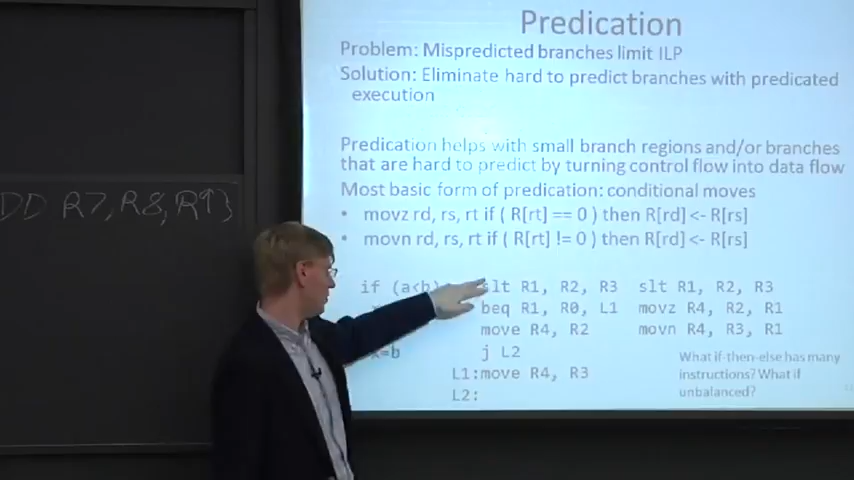 Predication
Problem: Mispredicted branches limit ILP
Solution: Eliminate hard to predict branches with predicated
execution
Predication helps with small branch regions and/or branches
that are hard to predict by turning control flow into data flow
Most basic form of predication: conditional moves
• movz rd, rs, rt if ( R[rt] == 0 ) then R[rd] <- R[rs]
• movn rd, rs, rt if ( R[rt] != 0 ) then R[rd] <- R[rs]
DD R7, R8, R9}
if (a<b)
x=b
slt R1, R2, R3
beq R1, R0, L1
move R4, R2
j L2
L1:move R4, R3
L2:
slt R1, R2, R3
movz R4, R2, R1
movn R4, R3, R1
What if-then-else has many
instructions? What if
unbalanced?